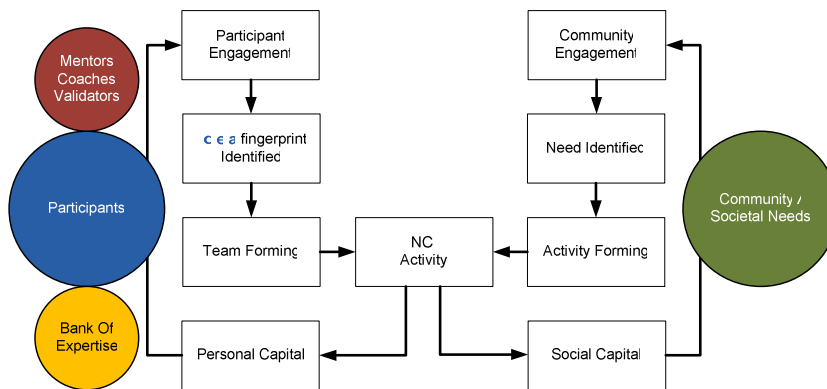 Mentors
Coaches
Validators
Participants
Bank Of
Expertise
Participant
Engagement
c e a fingerprint
Identified
Team Forming
Personal Capital
NC
Activity
Community
Engagement
Need Identified
Activity Forming
Social Capital
Community /
Societal Needs